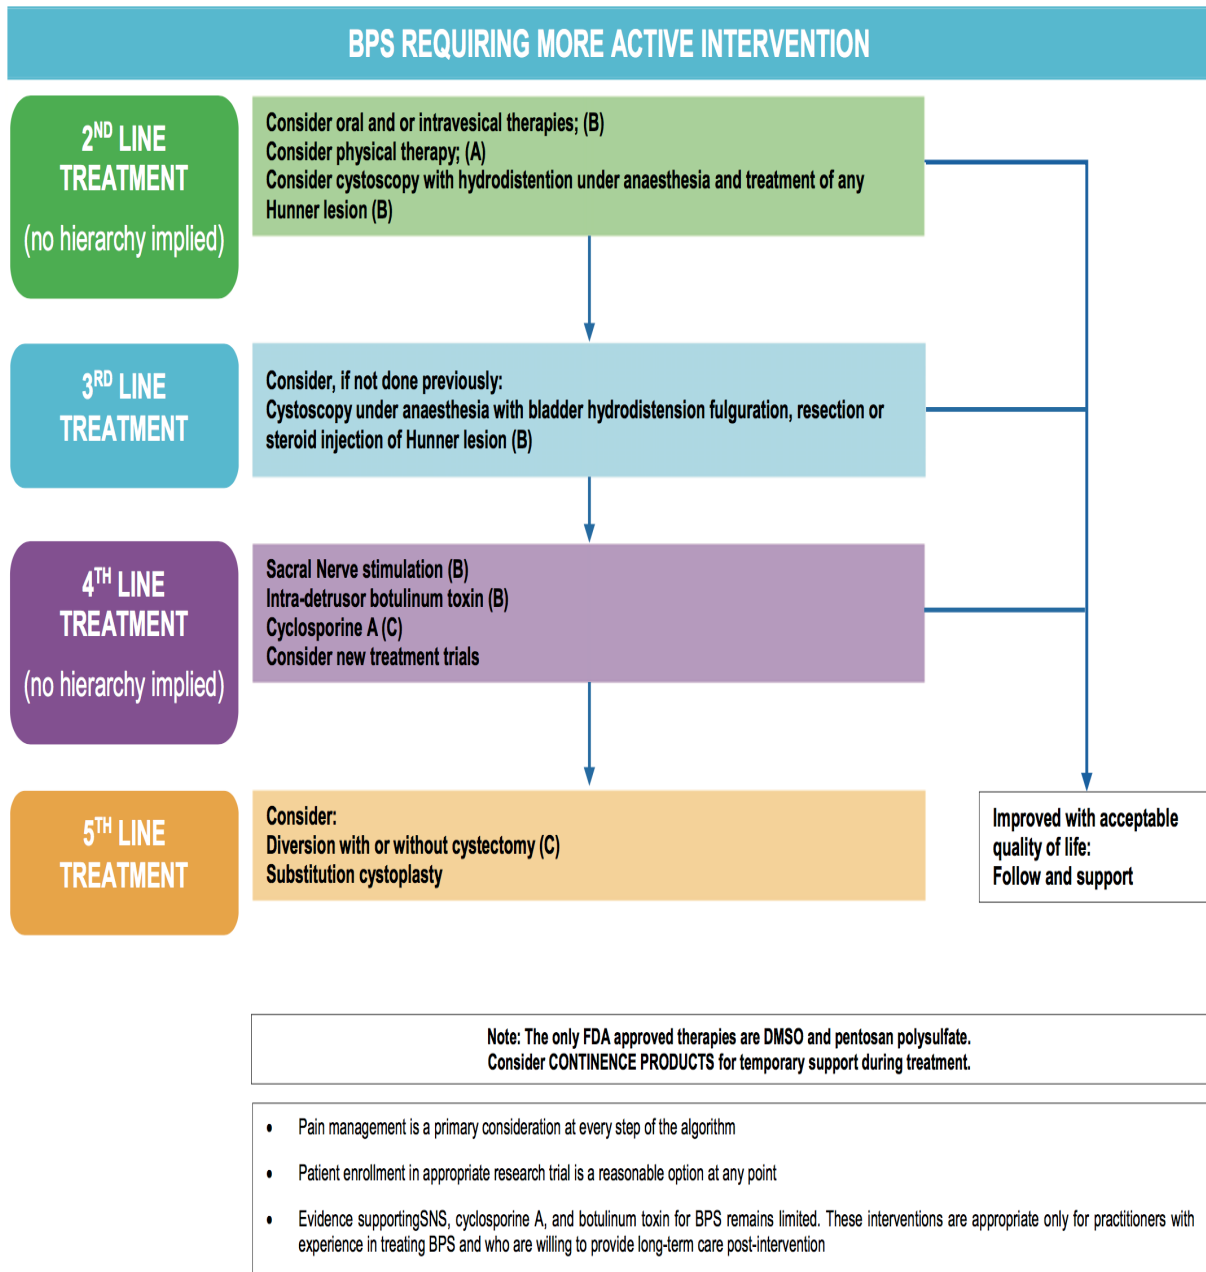 BPS REQUIRING MORE ACTIVE INTERVENTION
2ND LINE
TREATMENT
(no hierarchy implied)
Consider oral and or intravesical therapies; (B)
Consider physical therapy; (A)
Consider cystoscopy with hydrodistention under anaesthesia and treatment of any
Hunner lesion (B)
3RD LINE
TREATMENT
Consider, if not done previously:
Cystoscopy under anaesthesia with bladder hydrodistension fulguration, resection or
steroid injection of Hunner lesion (B)
4TH LINE
TREATMENT
(no hierarchy implied)
Sacral Nerve stimulation (B)
Intra-detrusor botulinum toxin (B)
Cyclosporine A (C)
Consider new treatment trials
5TH LINE
TREATMENT
Consider:
Diversion with or without cystectomy (C)
Substitution cystoplasty
Improved with acceptable
quality of life:
Follow and support
Note: The only FDA approved therapies are DMSO and pentosan polysulfate.
Consider CONTINENCE PRODUCTS for temporary support during treatment.
• Pain management is a primary consideration at every step of the algorithm
• Patient enrollment in appropriate research trial is a reasonable option at any point
• Evidence supportingSNS, cyclosporine A, and botulinum toxin for BPS remains limited. These interventions are appropriate only for practitioners with
experience in treating BPS and who are willing to provide long-term care post-intervention